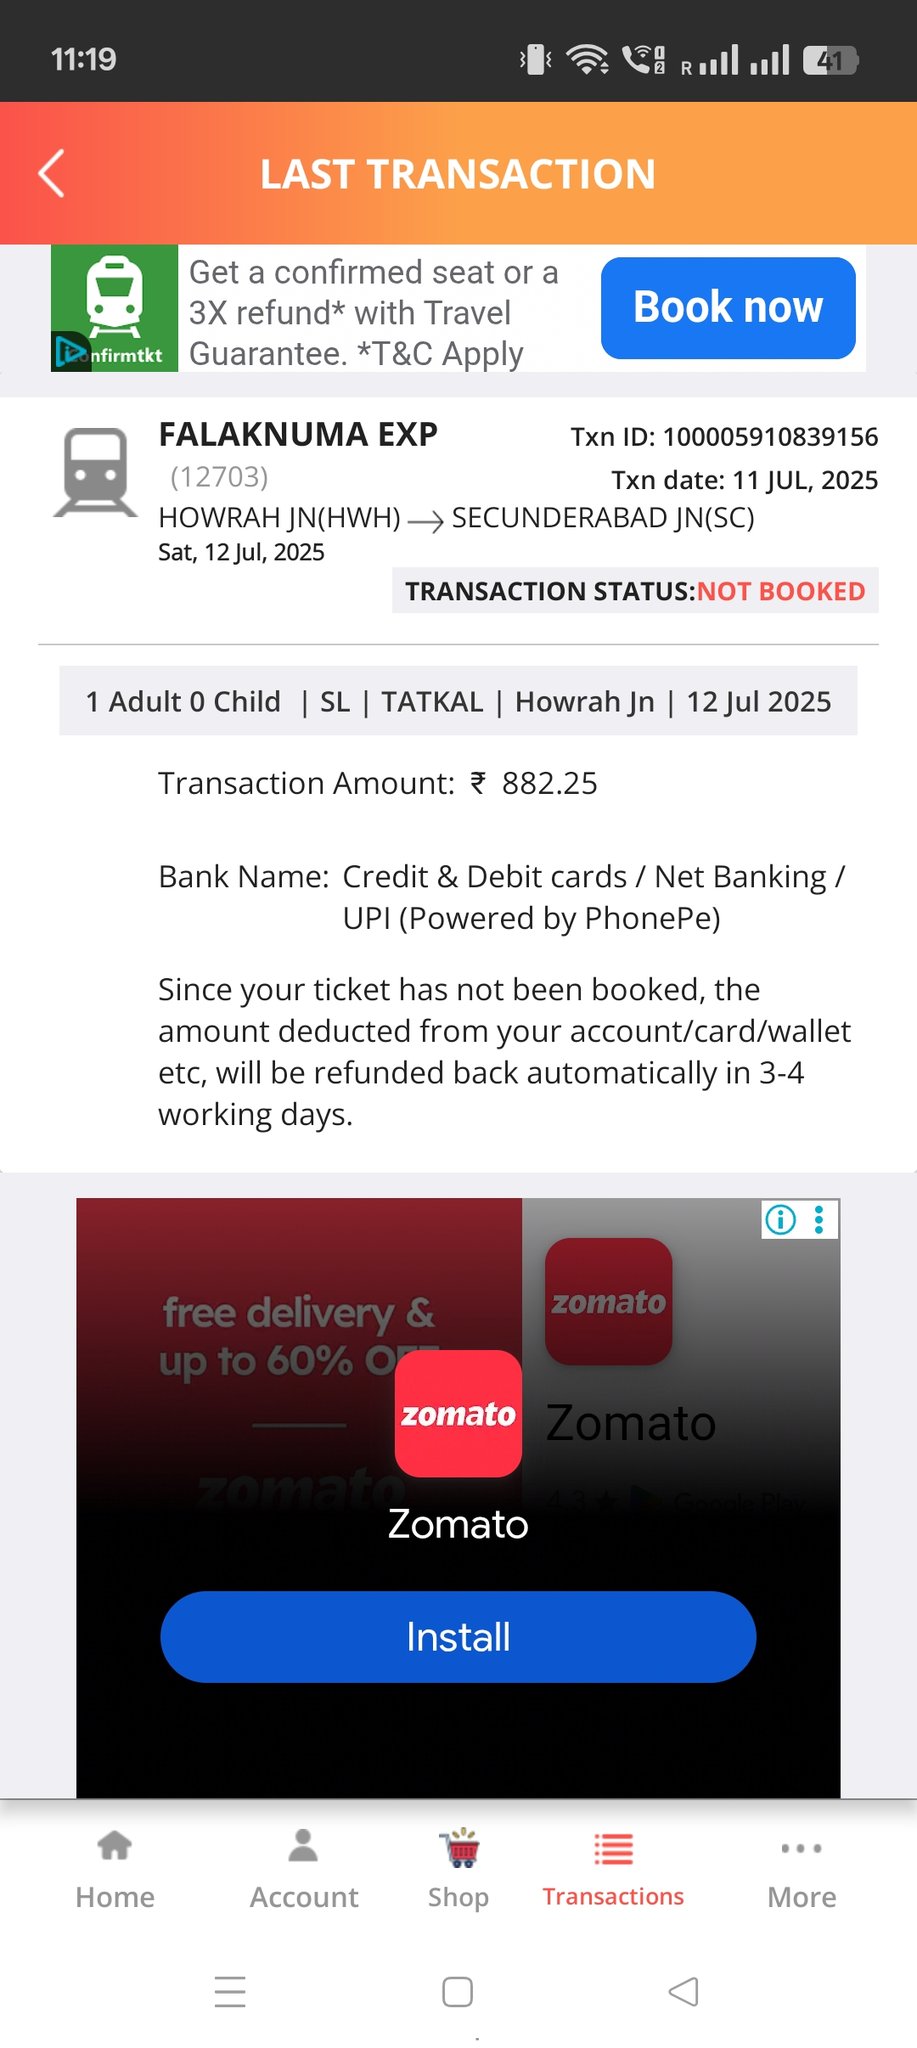 11:19
R
41
LAST TRANSACTION
Get a confirmed seat or a
3X refund* with Travel
Guarantee. *T&C Apply
Book now
nfirmtkt
FALAKNUMA EXP
(12703)
Txn ID: 100005910839156
Txn date: 11 JUL, 2025
HOWRAH JN(HWH) → SECUNDERABAD JN(SC)
Sat, 12 Jul, 2025
TRANSACTION STATUS:NOT BOOKED
1 Adult 0 Child | SL | TATKAL | Howrah Jn | 12 Jul 2025
Transaction Amount: ₹ 882.25
Bank Name: Credit & Debit cards / Net Banking /
UPI (Powered by PhonePe)
Since your ticket has not been booked, the
amount deducted from your account/card/wallet
etc, will be refunded back automatically in 3-4
working days.
free delivery &
up to 60% OFF
zomato
zomato
zomato
Zomato
4.3 ★ Google Play
Zomato
Install
Home
Account
Shop
Transactions
More